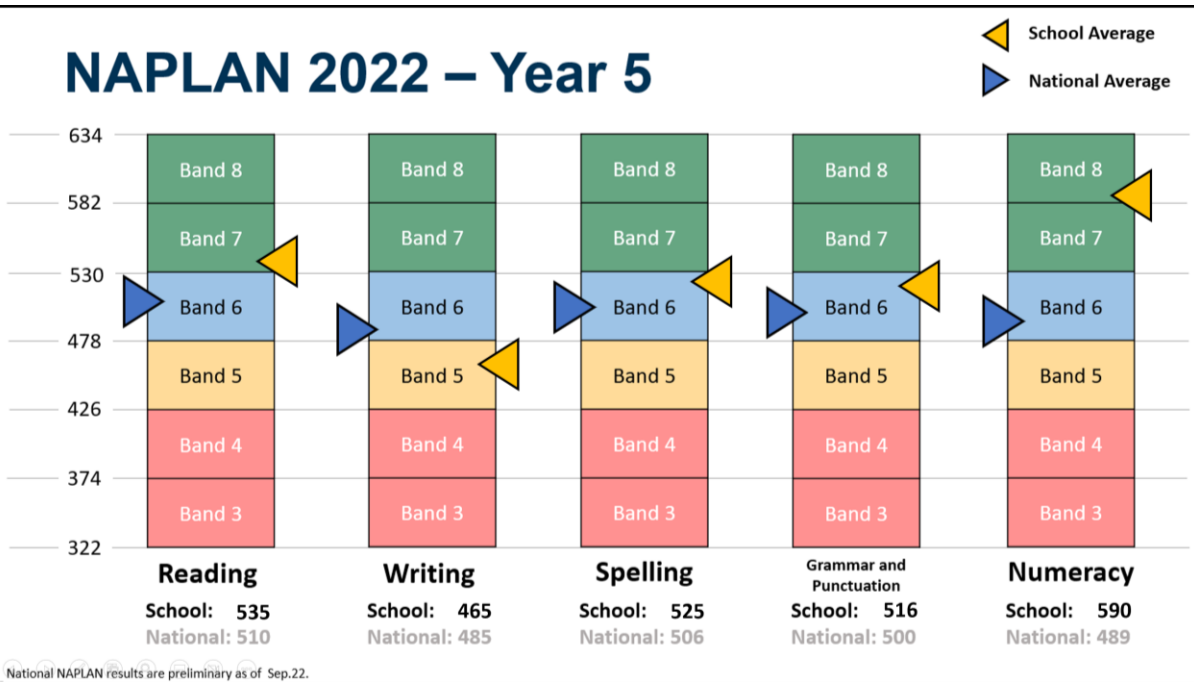 School Average
NAPLAN 2022 – Year 5
National Average
634
Band 8 Band 8 Band 8 Band 8 Band 8
582
Band 7 Band 7 Band 7 Band 7 Band 7
530
Band 6 Band 6 Band 6 Band 6 Band 6
478
Band 5 Band 5 Band 5 Band 5 Band 5
426
Band 4 Band 4 Band 4 Band 4 Band 4
374
Band 3 Band 3 Band 3 Band 3 Band 3
322
Reading Writing Spelling Grammar and Punctuation Numeracy
School: 535 School: 465 School: 525 School: 516 School: 590
National: 510 National: 485 National: 506 National: 500 National: 489
National NAPLAN results are preliminary as of Sep.22.